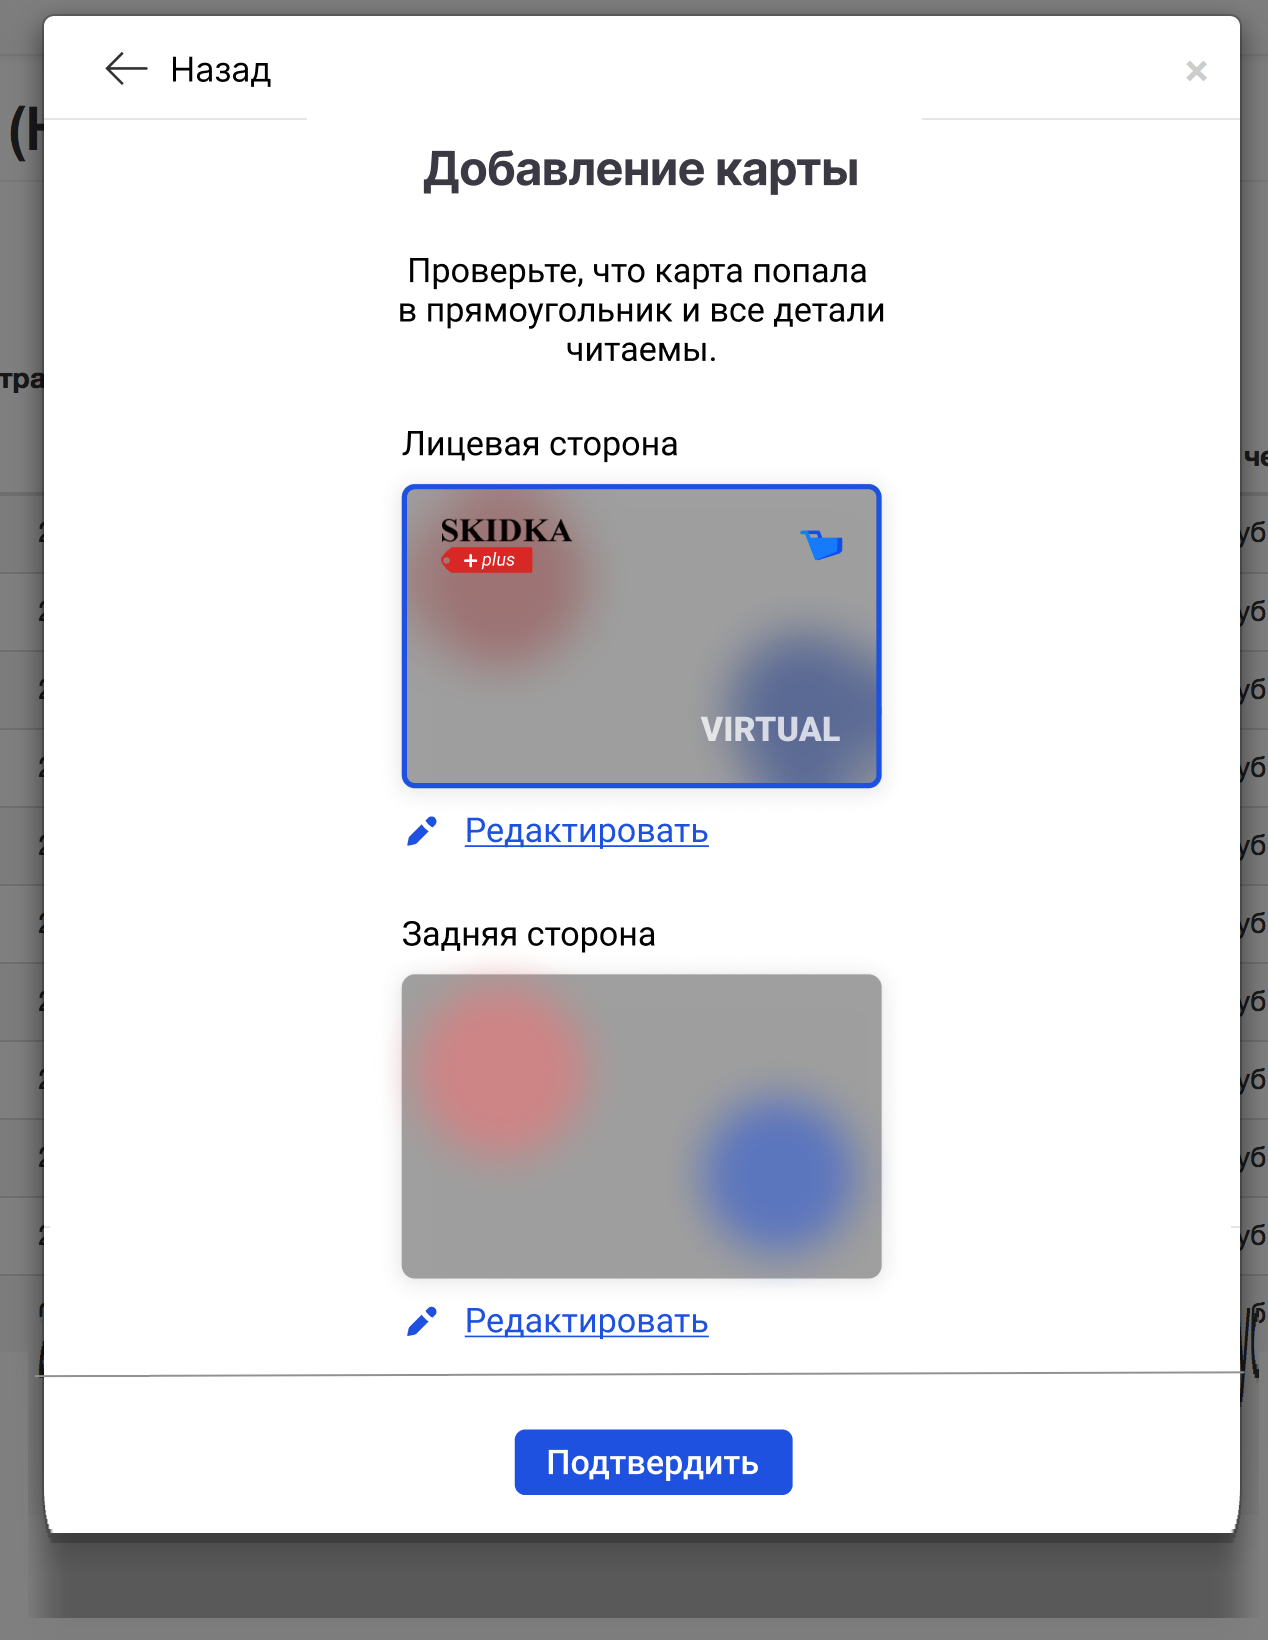 Назад
×
Добавление карты
Проверьте, что карта попала
в прямоугольник и все детали
читаемы.
Лицевая сторона
SKIDKA
+ plus
VIRTUAL
Редактировать
Задняя сторона
Редактировать
Подтвердить